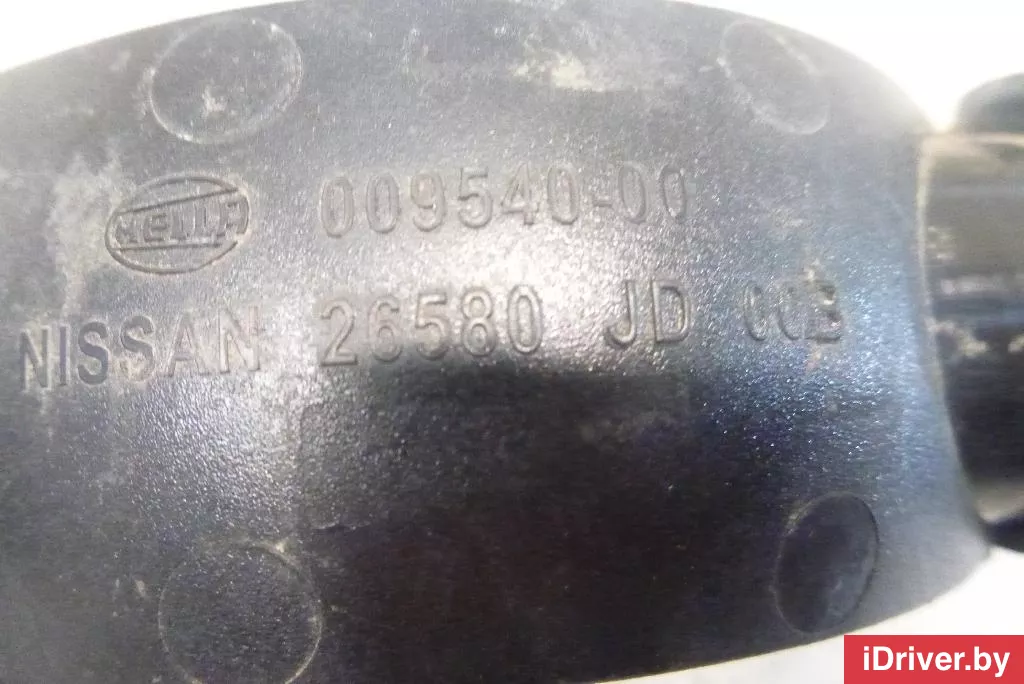 HELLA 009540-00
NISSAN 26580 JD 00B
iDriver.by